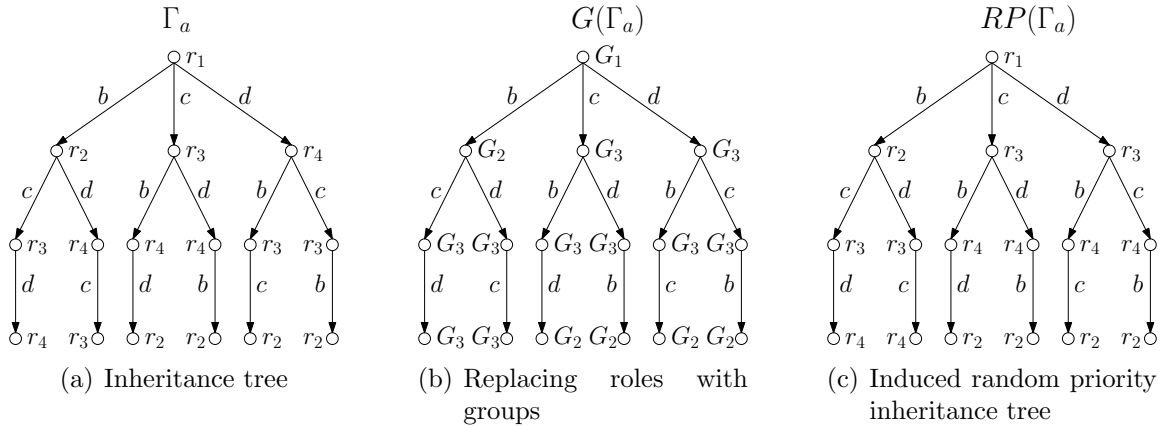 Γa G(Γa) RP(Γa)
r1 G1 r1
b c d b c d b c d
r2 r3 r4 G2 G3 G3 r2 r3 r3
c d b d b c c d b d b c c d b d b c
r3 r4 r4 r4 r3 r3 G3 G3 G3 G3 G3 G3 r3 r3 r4 r4 r4 r4
d c d b c b d c d b c b d c d b c b
r4 r3 r2 r2 r2 r2 G3 G3 G2 G2 G2 G2 r4 r4 r2 r2 r2 r2
(a) Inheritance tree (b) Replacing roles with (c) Induced random priority
groups inheritance tree